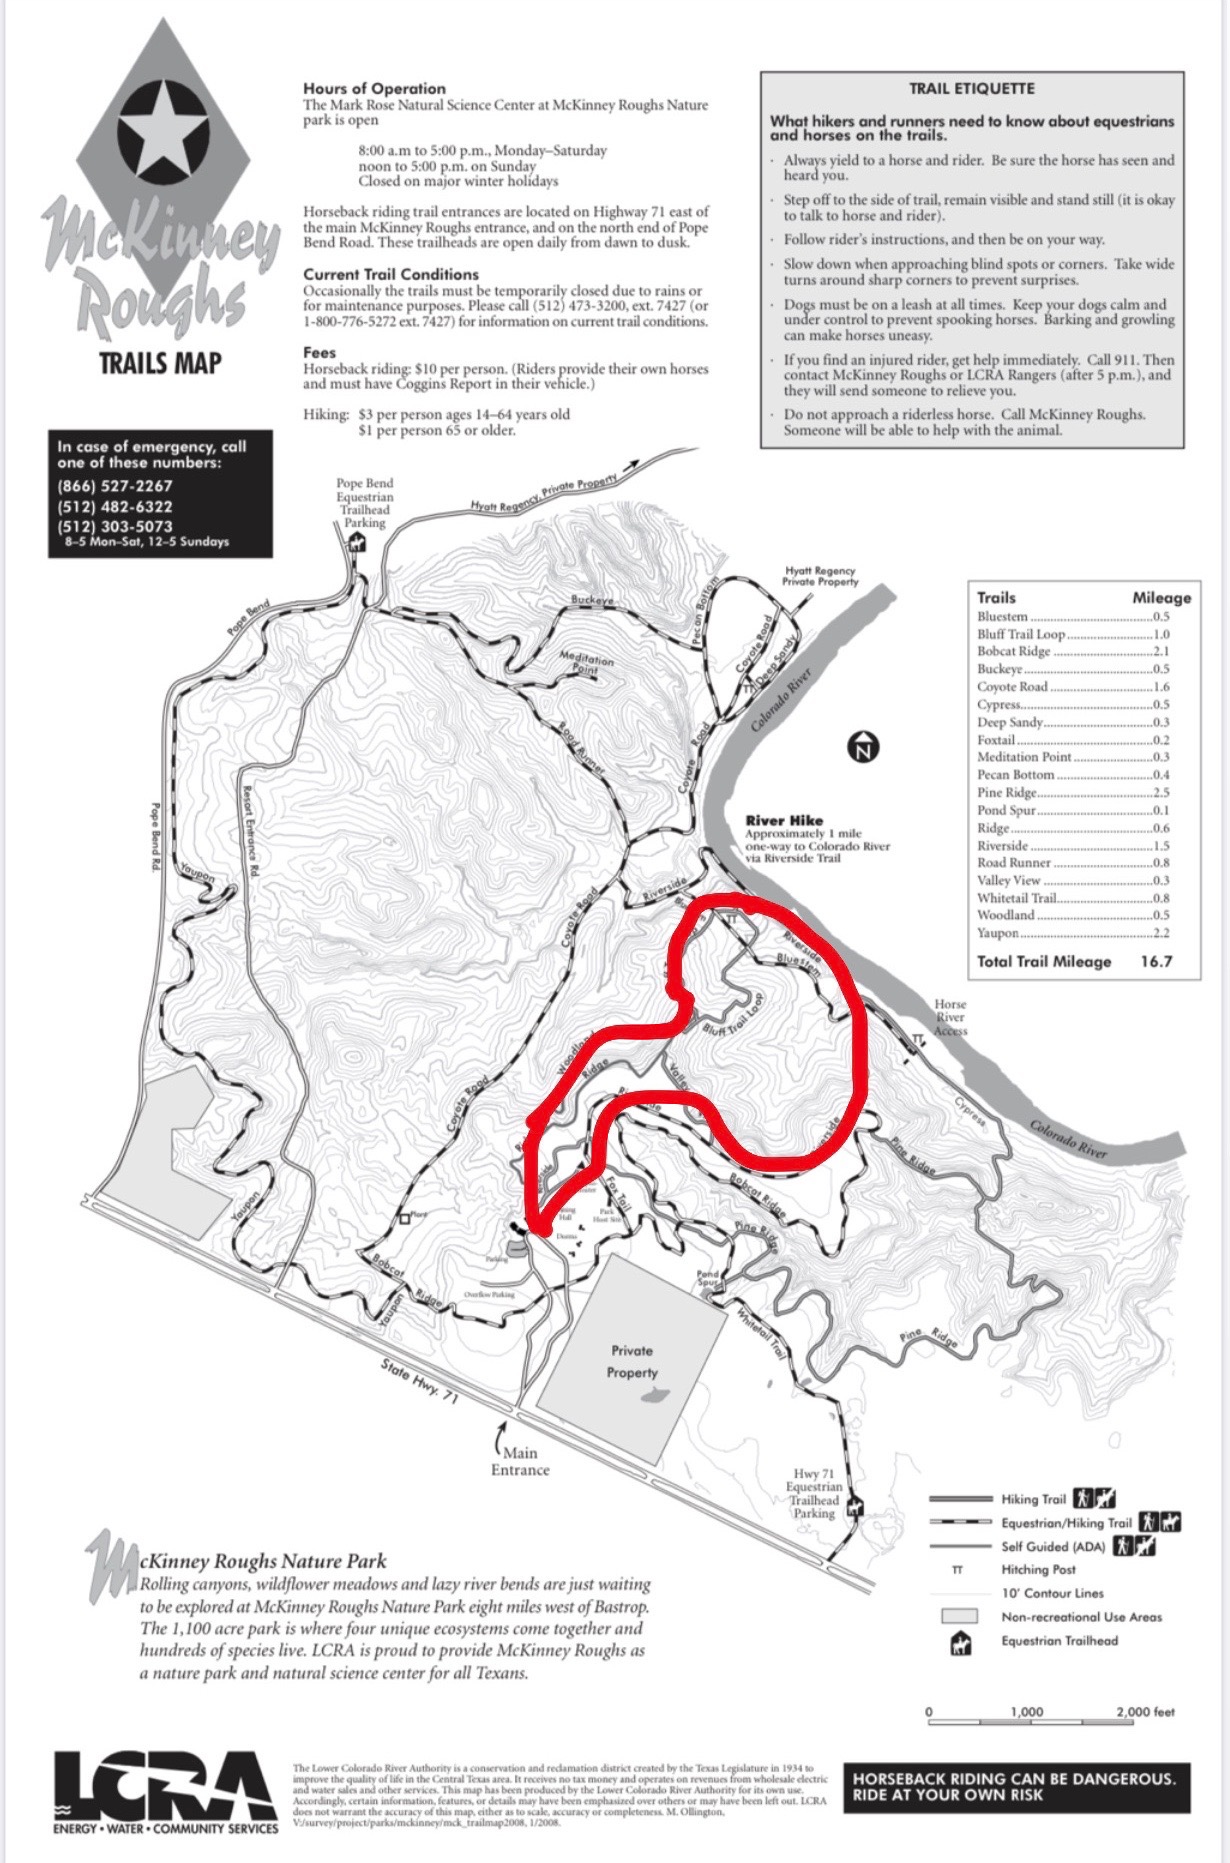 McKinney
Roughs
TRAILS MAP
Hours of Operation
The Mark Rose Natural Science Center at McKinney Roughs Nature
park is open
8:00 a.m to 5:00 p.m., Monday–Saturday
noon to 5:00 p.m. on Sunday
Closed on major winter holidays
Horseback riding trail entrances are located on Highway 71 east of
the main McKinney Roughs entrance, and on the north end of Pope
Bend Road. These trailheads are open daily from dawn to dusk.
Current Trail Conditions
Occasionally the trails must be temporarily closed due to rains or
for maintenance purposes. Please call (512) 473-3200, ext. 7427 (or
1-800-776-5272 ext. 7427) for information on current trail conditions.
Fees
Horseback riding: $10 per person. (Riders provide their own horses
and must have Coggins Report in their vehicle.)
Hiking: $3 per person ages 14–64 years old
$1 per person 65 or older.
TRAIL ETIQUETTE
What hikers and runners need to know about equestrians
and horses on the trails.
· Always yield to a horse and rider. Be sure the horse has seen and
heard you.
· Step off to the side of trail, remain visible and stand still (it is okay
to talk to horse and rider).
· Follow rider's instructions, and then be on your way.
· Slow down when approaching blind spots or corners. Take wide
turns around sharp corners to prevent surprises.
· Dogs must be on a leash at all times. Keep your dogs calm and
under control to prevent spooking horses. Barking and growling
can make horses uneasy.
· If you find an injured rider, get help immediately. Call 911. Then
contact McKinney Roughs or LCRA Rangers (after 5 p.m.), and
they will send someone to relieve you.
· Do not approach a riderless horse. Call McKinney Roughs.
Someone will be able to help with the animal.
In case of emergency, call
one of these numbers:
(866) 527-2267
(512) 482-6322
(512) 303-5073
8–5 Mon–Sat, 12–5 Sundays
Pope Bend
Equestrian
Trailhead
Parking
Hyatt Regency, Private Property
Hyatt Regency
Private Property
Pope Bend
Buckeye
Pecan Bottom
Coyote Road
Deep Sandy
Meditation
Point
Colorado River
Road Runner
Coyote Road
N
Trails Mileage
Bluestem 0.5
Bluff Trail Loop 1.0
Bobcat Ridge 2.1
Buckeye 0.5
Coyote Road 1.6
Cypress 0.5
Deep Sandy 0.3
Foxtail 0.2
Meditation Point 0.3
Pecan Bottom 0.4
Pine Ridge 2.5
Pond Spur 0.1
Ridge 0.6
Riverside 1.5
Road Runner 0.8
Valley View 0.3
Whitetail Trail 0.8
Woodland 0.5
Yaupon 2.2
Total Trail Mileage 16.7
Pope Bend Rd.
Resort Entrance Rd.
River Hike
Approximately 1 mile
one-way to Colorado River
via Riverside Trail
Yaupon
Riverside
Coyote Road
Riverside
Bluestem
Bluff Trail Loop
Horse
River
Access
Woodland
Ridge
Coyote Road
Cypress
Colorado River
Pine Ridge
Bobcat Ridge
Fox Tail
Yaupon
Plant
Park
Host Site
Hall
Dorms
Pine Ridge
Parking
Bobcat
Ridge
Overflow Parking
Pond
Spur
Yaupon
Whitetail Trail
Pine Ridge
Private
Property
State Hwy. 71
Main
Entrance
Hwy 71
Equestrian
Trailhead
Parking
Hiking Trail
Equestrian/Hiking Trail
Self Guided (ADA)
TT Hitching Post
10' Contour Lines
Non-recreational Use Areas
Equestrian Trailhead
0 1,000 2,000 feet
McKinney Roughs Nature Park
Rolling canyons, wildflower meadows and lazy river bends are just waiting
to be explored at McKinney Roughs Nature Park eight miles west of Bastrop.
The 1,100 acre park is where four unique ecosystems come together and
hundreds of species live. LCRA is proud to provide McKinney Roughs as
a nature park and natural science center for all Texans.
LCRA
ENERGY • WATER • COMMUNITY SERVICES
The Lower Colorado River Authority is a conservation and reclamation district created by the Texas Legislature in 1934 to
improve the quality of life in the Central Texas area. It receives no tax money and operates on revenues from wholesale electric
and water sales and other services. This map has been produced by the Lower Colorado River Authority for its own use.
Accordingly, certain information, features, or details may have been emphasized over others or may have been left out. LCRA
does not warrant the accuracy of this map, either as to scale, accuracy or completeness. M. Ollington,
V:/survey/project/parks/mckinney/mck_trailmap2008, 1/2008.
HORSEBACK RIDING CAN BE DANGEROUS.
RIDE AT YOUR OWN RISK